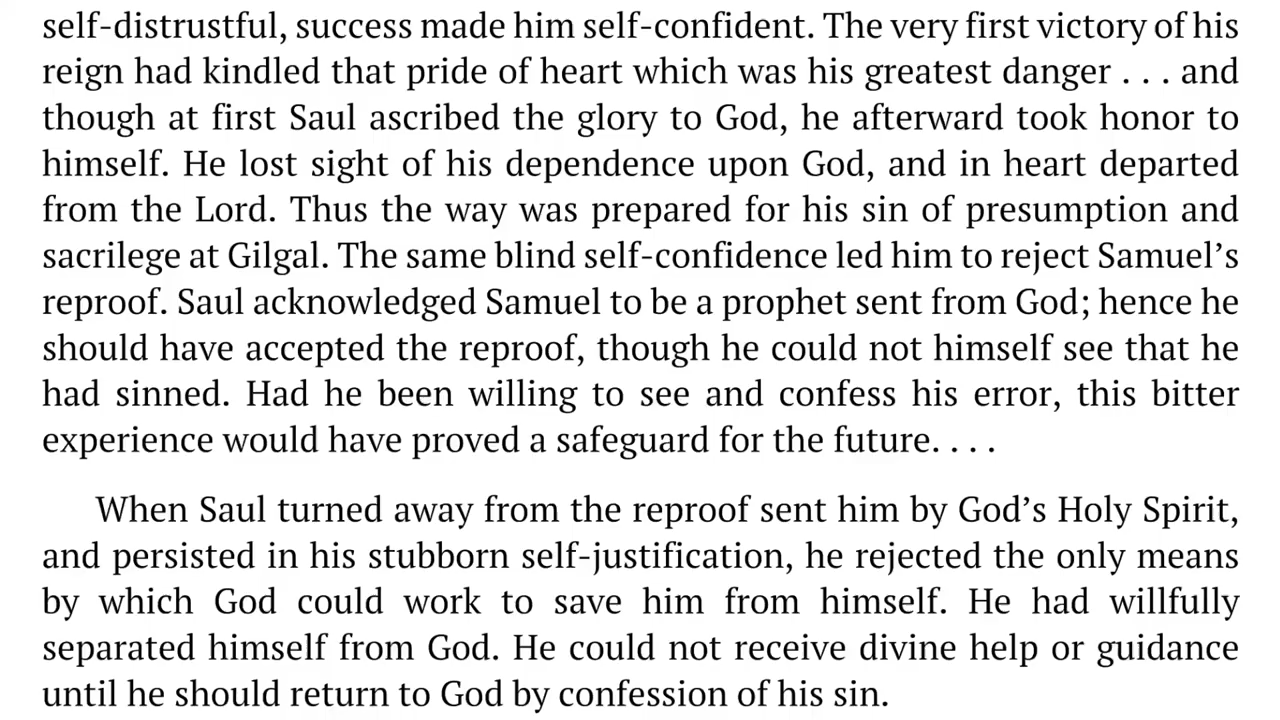 self-distrustful, success made him self-confident. The very first victory of his
reign had kindled that pride of heart which was his greatest danger . . . and
though at first Saul ascribed the glory to God, he afterward took honor to
himself. He lost sight of his dependence upon God, and in heart departed
from the Lord. Thus the way was prepared for his sin of presumption and
sacrilege at Gilgal. The same blind self-confidence led him to reject Samuel’s
reproof. Saul acknowledged Samuel to be a prophet sent from God; hence he
should have accepted the reproof, though he could not himself see that he
had sinned. Had he been willing to see and confess his error, this bitter
experience would have proved a safeguard for the future. . . .
When Saul turned away from the reproof sent him by God’s Holy Spirit,
and persisted in his stubborn self-justification, he rejected the only means
by which God could work to save him from himself. He had willfully
separated himself from God. He could not receive divine help or guidance
until he should return to God by confession of his sin.